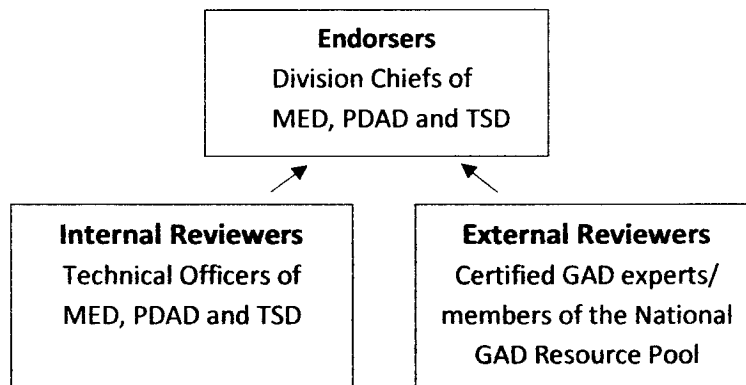 Endorsers
Division Chiefs of
MED, PDAD and TSD
Internal Reviewers
Technical Officers of
MED, PDAD and TSD
External Reviewers
Certified GAD experts/
members of the National
GAD Resource Pool